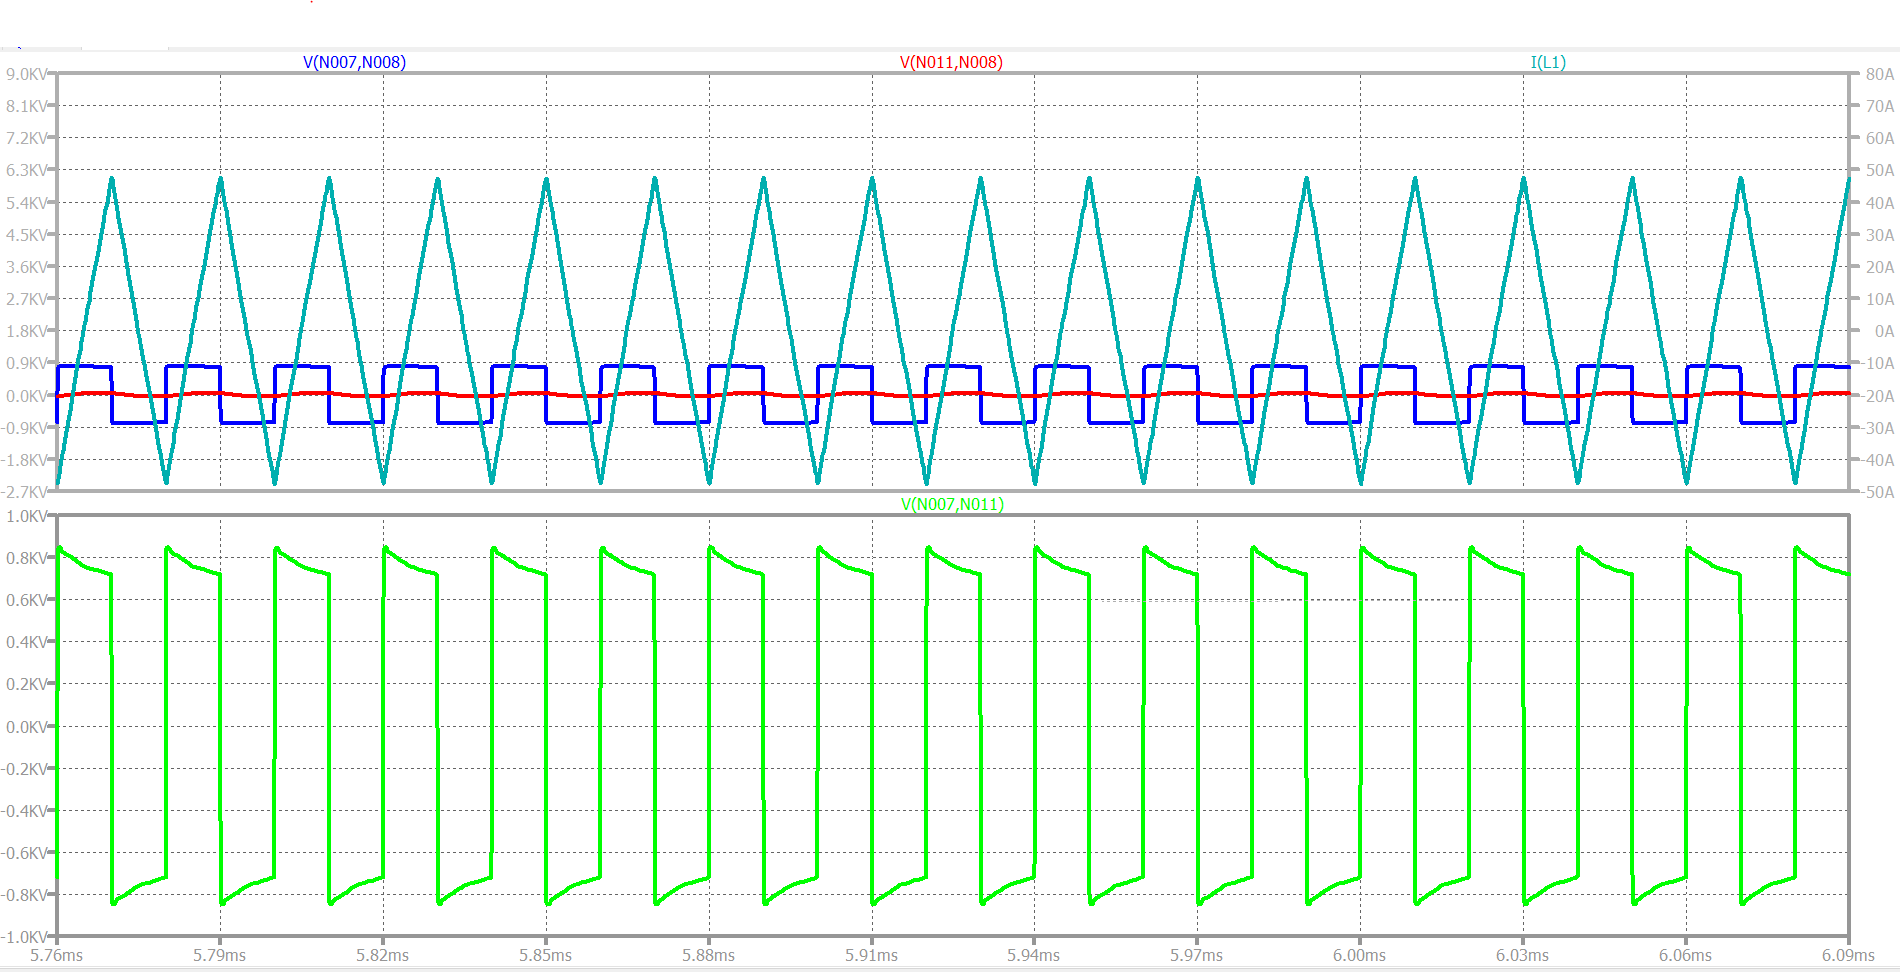 V(N007,N008) V(N011,N008) I(L1)
9.0KV 80A
8.1KV 70A
7.2KV 60A
6.3KV 50A
5.4KV 40A
4.5KV 30A
3.6KV 20A
2.7KV 10A
1.8KV 0A
0.9KV -10A
0.0KV -20A
-0.9KV -30A
-1.8KV -40A
-2.7KV -50A
V(N007,N011)
1.0KV
0.8KV
0.6KV
0.4KV
0.2KV
0.0KV
-0.2KV
-0.4KV
-0.6KV
-0.8KV
-1.0KV
5.76ms 5.79ms 5.82ms 5.85ms 5.88ms 5.91ms 5.94ms 5.97ms 6.00ms 6.03ms 6.06ms 6.09ms